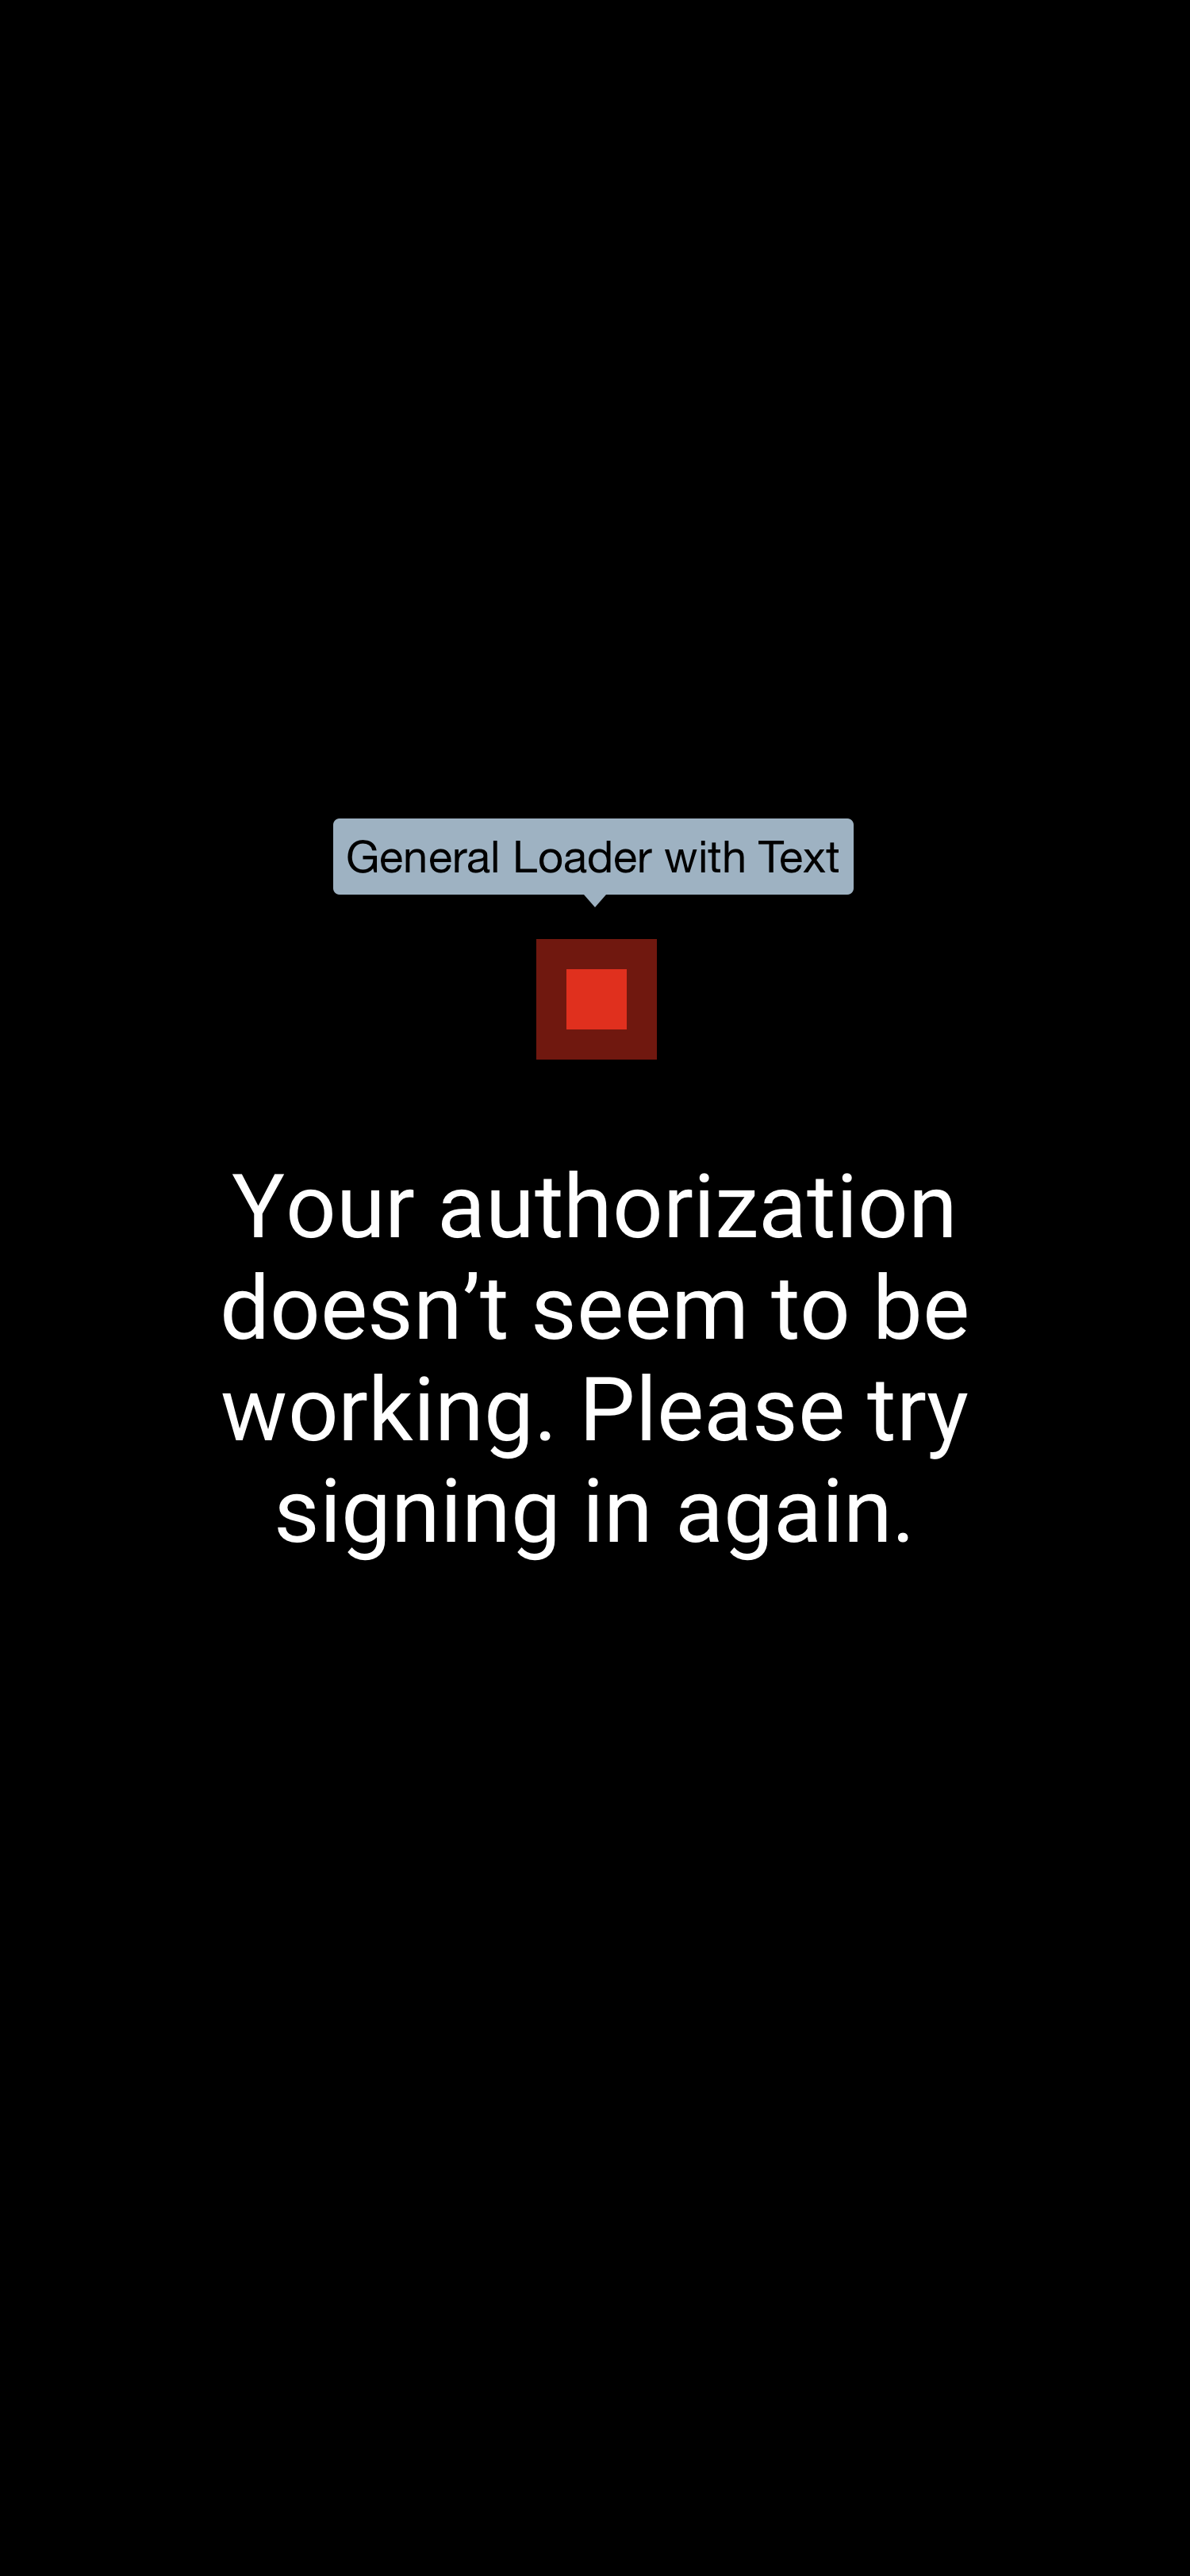 General Loader with Text
Your authorization
doesn’t seem to be
working. Please try
signing in again.